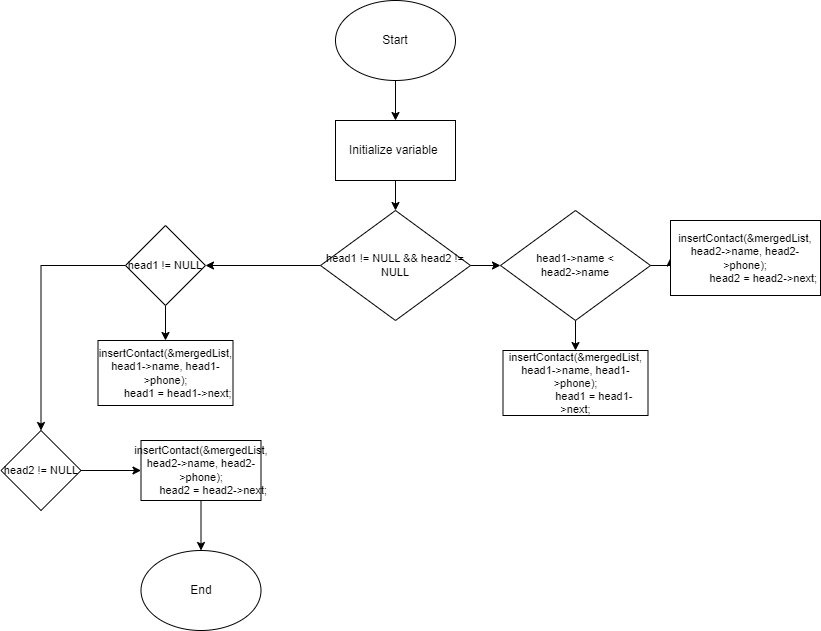 Start
Initialize variable
head1 != NULL
head1 != NULL && head2 !=
NULL
head1->name <
head2->name
insertContact(&mergedList,
head2->name, head2-
>phone);
head2 = head2->next;
insertContact(&mergedList,
head1->name, head1-
>phone);
head1 = head1->next;
insertContact(&mergedList,
head1->name, head1-
>phone);
head1 = head1-
>next;
head2 != NULL
insertContact(&mergedList,
head2->name, head2-
>phone);
head2 = head2->next;
End